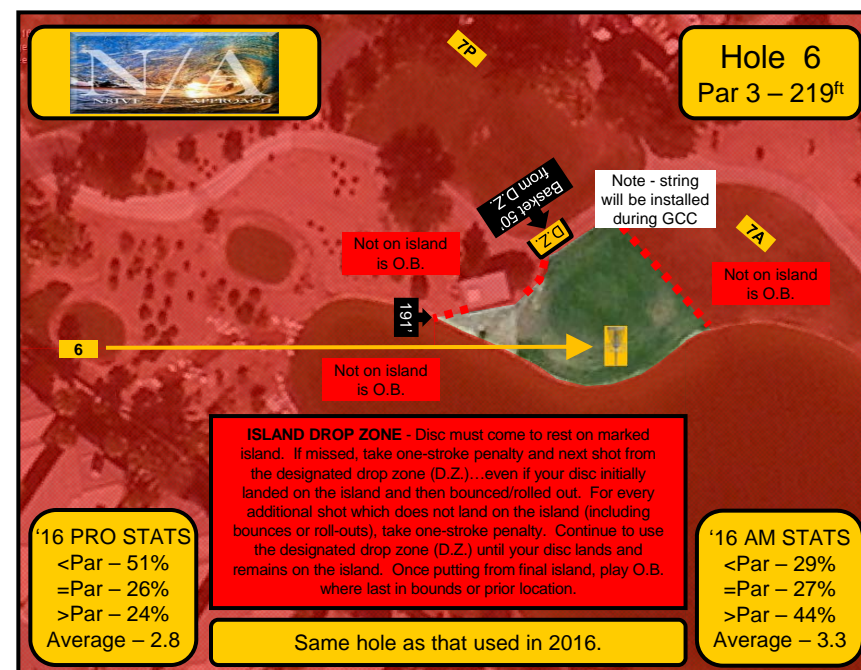 N/A
N8IVE APPROACH
Hole 6
Par 3 – 219ft
7P
Basket 50'
from D.Z.
D.Z.
Note - string
will be installed
during GCC
7A
Not on island
is O.B.
Not on island
is O.B.
191'
6
Not on island
is O.B.
ISLAND DROP ZONE - Disc must come to rest on marked
island. If missed, take one-stroke penalty and next shot from
the designated drop zone (D.Z.)…even if your disc initially
landed on the island and then bounced/rolled out. For every
additional shot which does not land on the island (including
bounces or roll-outs), take one-stroke penalty. Continue to use
the designated drop zone (D.Z.) until your disc lands and
remains on the island. Once putting from final island, play O.B.
where last in bounds or prior location.
'16 PRO STATS
<Par – 51%
=Par – 26%
>Par – 24%
Average – 2.8
'16 AM STATS
<Par – 29%
=Par – 27%
>Par – 44%
Average – 3.3
Same hole as that used in 2016.